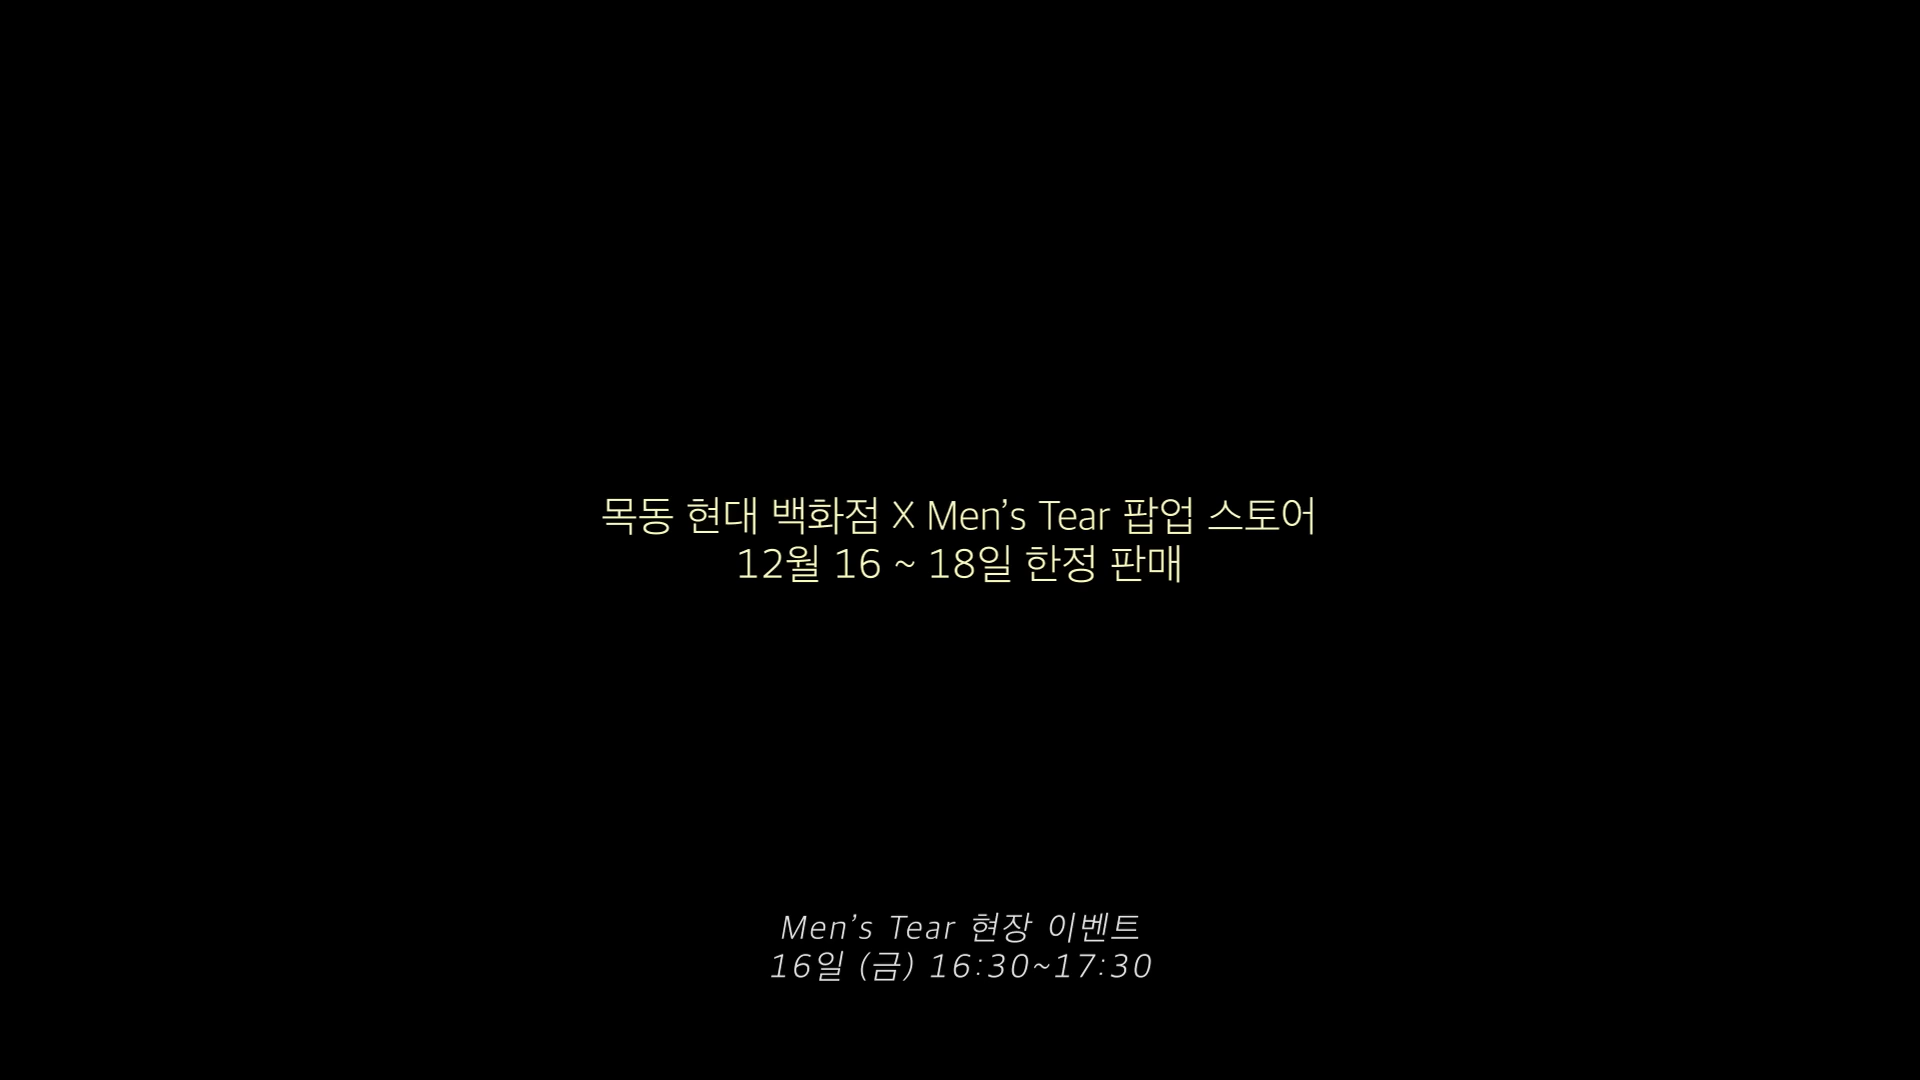 목동 현대 백화점 X Men’s Tear 팝업 스토어
12월 16 ~ 18일 한정 판매
Men’s Tear 현장 이벤트
16일 (금) 16:30~17:30